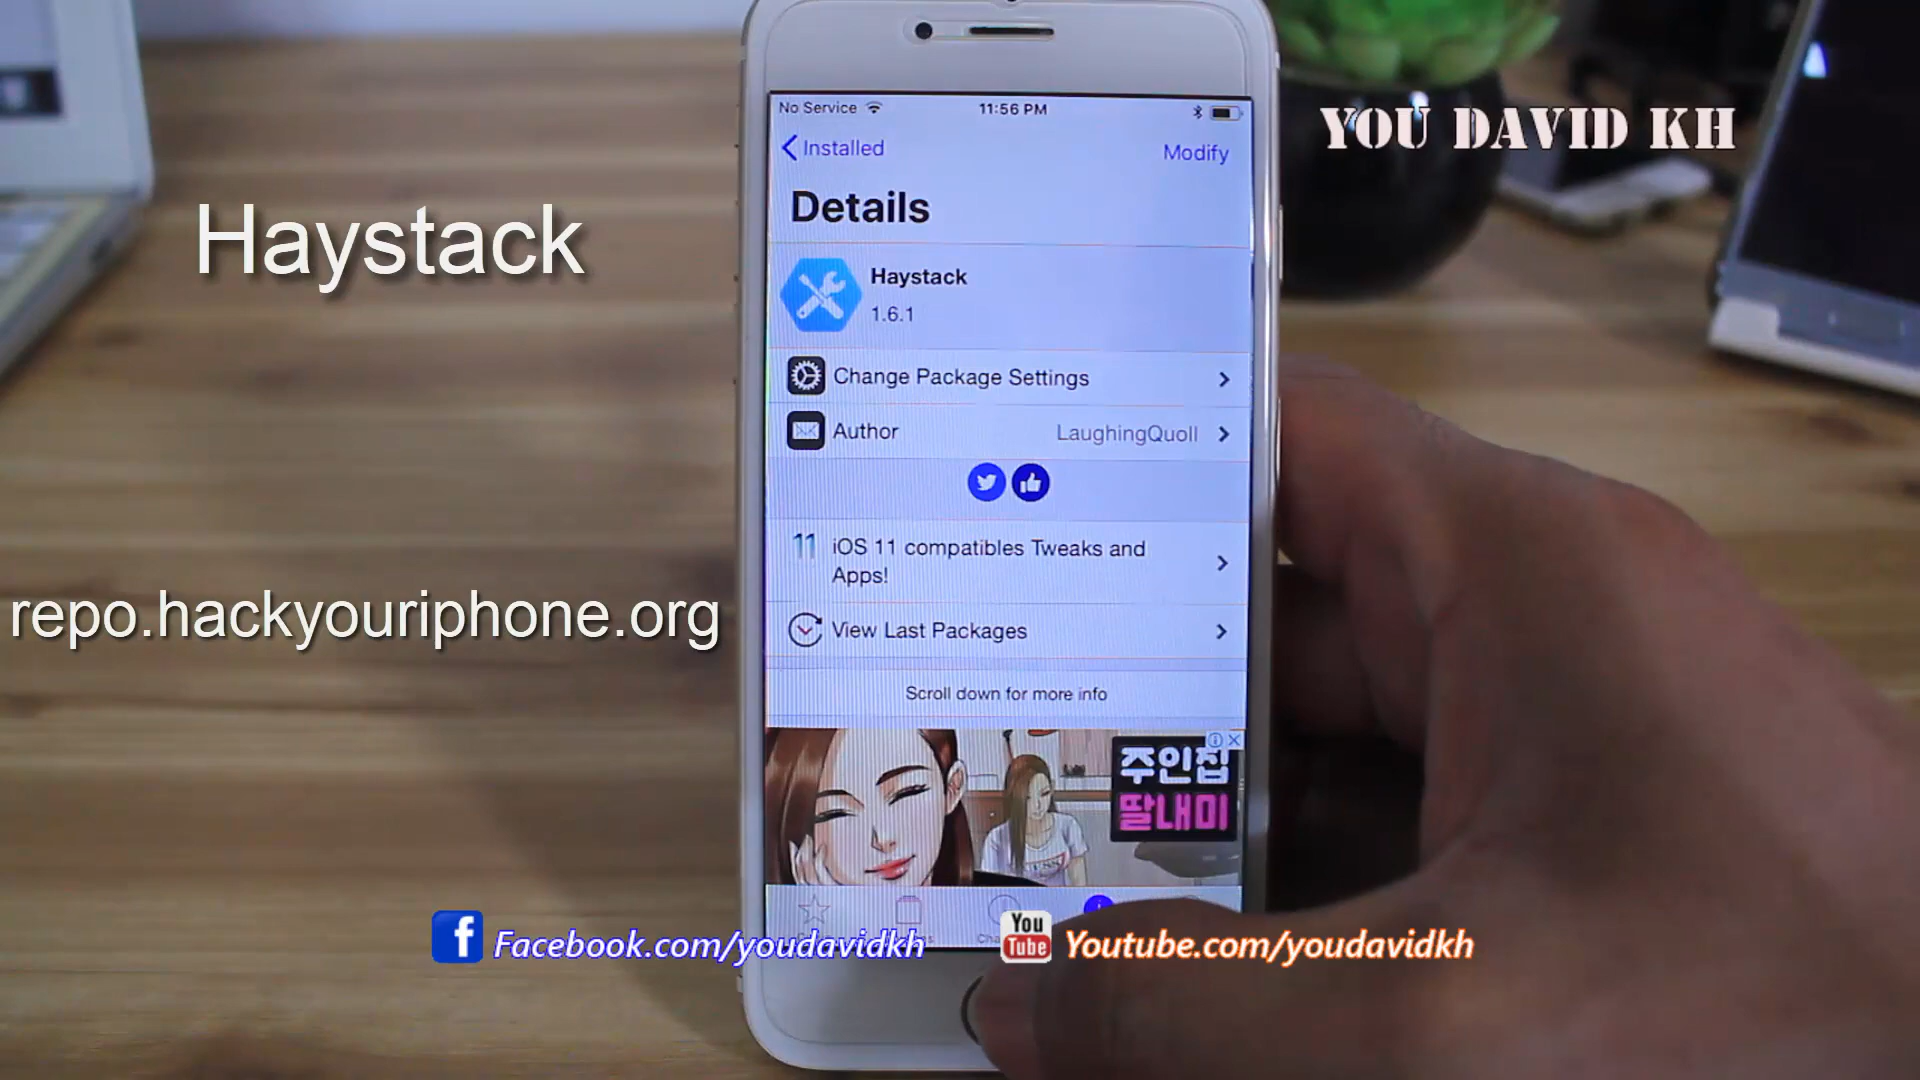 No Service
11:56 PM
Installed
Modify
YOU DAVID KH
Details
Haystack
Haystack
1.6.1
Change Package Settings
Author
LaughingQuoll
11
iOS 11 compatibles Tweaks and
Apps!
repo.hackyouriphone.org
View Last Packages
Scroll down for more info
주인집
딸내미
f
Facebook.com/youdavidkh
You
Tube
Youtube.com/youdavidkh